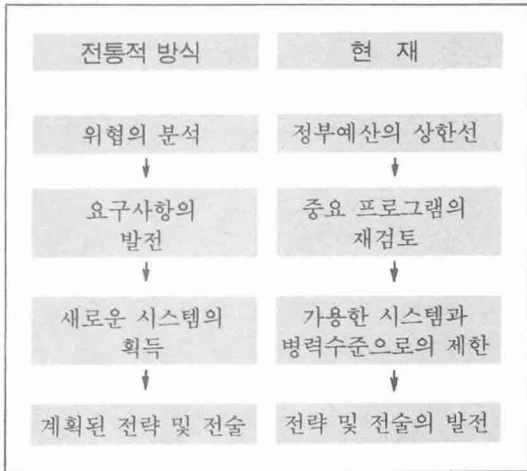 전통적 방식
현 재
위협의 분석
정부예산의 상한선
요구사항의
발전
중요 프로그램의
재검토
새로운 시스템의
획득
가용한 시스템과
병력수준으로의 제한
계획된 전략 및 전술
전략 및 전술의 발전